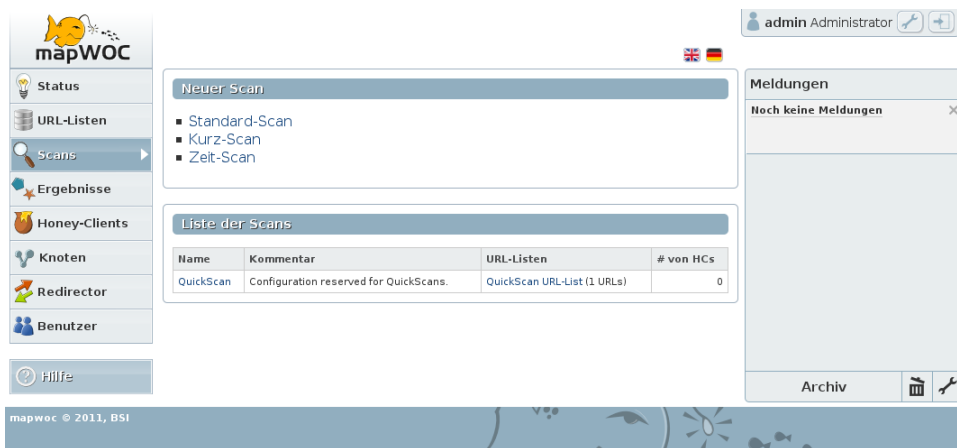 mapWOC
admin Administrator
Status
URL-Listen
Scans
Ergebnisse
Honey-Clients
Knoten
Redirector
Benutzer
Hilfe
Neuer Scan
Standard-Scan
Kurz-Scan
Zeit-Scan
Liste der Scans
Name Kommentar URL-Listen # von HCs
QuickScan Configuration reserved for QuickScans. QuickScan URL-List (1 URLs) 0
Meldungen
Noch keine Meldungen
Archiv
mapwoc © 2011, BSI